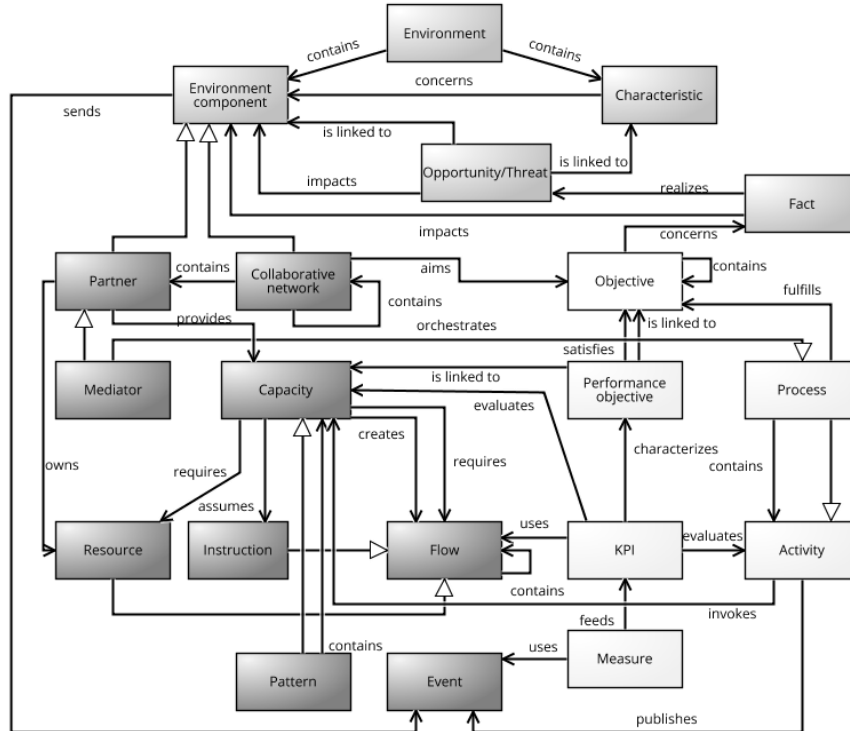 Environment
contains
contains
Environment
component
concerns
Characteristic
sends
is linked to
Opportunity/Threat
is linked to
impacts
realizes
Fact
impacts
concerns
Partner
contains
Collaborative
network
aims
Objective
contains
contains
fulfills
provides
orchestrates
is linked to
satisfies
Mediator
Capacity
is linked to
Performance
objective
Process
evaluates
creates
characterizes
owns
requires
requires
contains
assumes
uses
evaluates
Resource
Instruction
Flow
KPI
Activity
contains
invokes
feeds
contains
uses
Measure
Pattern
Event
publishes